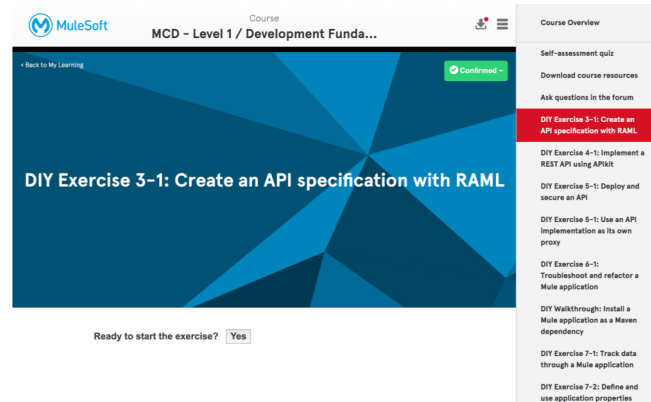 MuleSoft
Course
MCD - Level 1 / Development Funda...
< Back to My Learning
Confirmed
DIY Exercise 3-1: Create an API specification with RAML
Ready to start the exercise? Yes
Course Overview
Self-assessment quiz
Download course resources
Ask questions in the forum
DIY Exercise 3-1: Create an
API specification with RAML
DIY Exercise 4-1: Implement a
REST API using APIkit
DIY Exercise 5-1: Deploy and
secure an API
DIY Exercise 5-1: Use an API
implementation as its own
proxy
DIY Exercise 6-1:
Troubleshoot and refactor a
Mule application
DIY Walkthrough: Install a
Mule application as a Maven
dependency
DIY Exercise 7-1: Track data
through a Mule application
DIY Exercise 7-2: Define and
use application properties